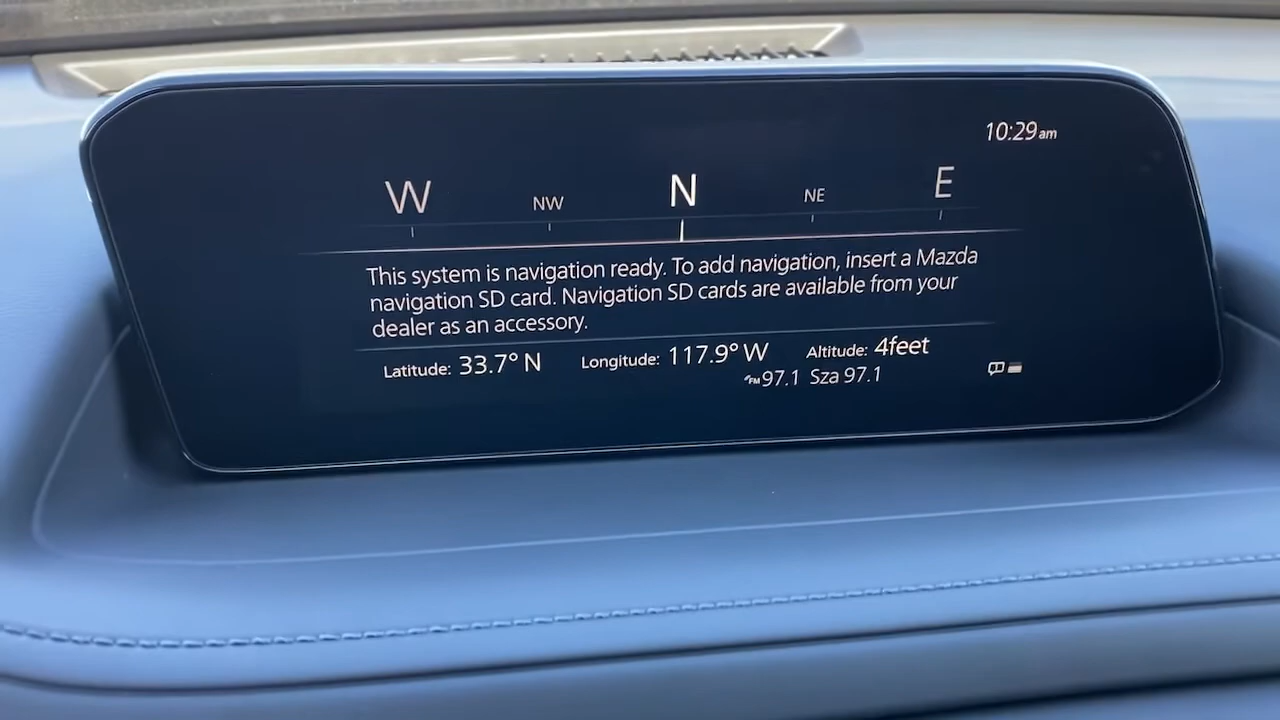 10:29am
W NW N NE E
This system is navigation ready. To add navigation, insert a Mazda
navigation SD card. Navigation SD cards are available from your
dealer as an accessory.
Latitude: 33.7° N Longitude: 117.9° W Altitude: 4feet
FM 97.1 Sza 97.1